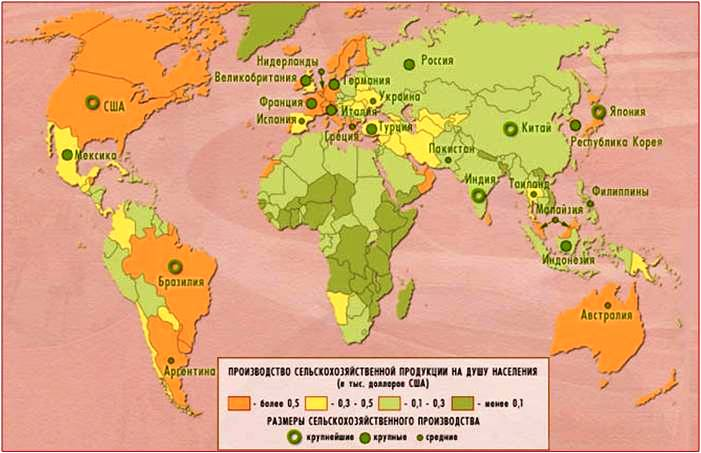 Нидерланды
Великобритания
Германия
Россия
Франция
Украина
США
Италия
Испания
Греция
Турция
Китай
Япония
Республика Корея
Мексика
Пакистан
Индия
Таиланд
Филиппины
Малайзия
Индонезия
Бразилия
Австралия
Аргентина
ПРОИЗВОДСТВО СЕЛЬСКОХОЗЯЙСТВЕННОЙ ПРОДУКЦИИ НА ДУШУ НАСЕЛЕНИЯ
(в тыс. долларов США)
- более 0,5 - 0,3 - 0,5 - 0,1 - 0,3 - менее 0,1
РАЗМЕРЫ СЕЛЬСКОХОЗЯЙСТВЕННОГО ПРОИЗВОДСТВА
- крупнейшие - крупные - средние